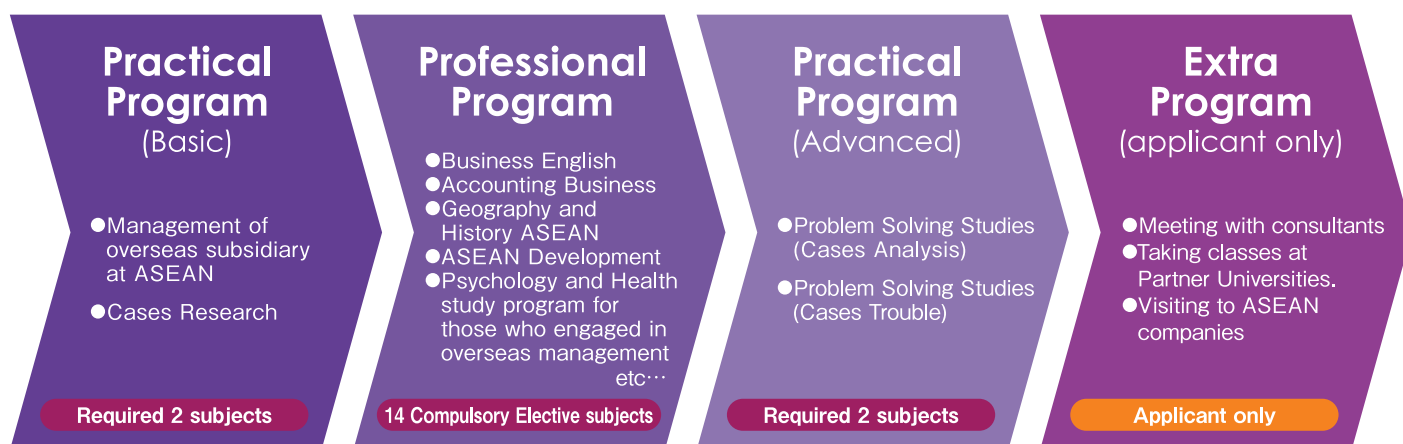 Practical
Program
(Basic)
●Management of
overseas subsidiary
at ASEAN
●Cases Research
Required 2 subjects
Professional
Program
●Business English
●Accounting Business
●Geography and
History ASEAN
●ASEAN Development
●Psychology and Health
study program for
those who engaged in
overseas management
etc…
14 Compulsory Elective subjects
Practical
Program
(Advanced)
●Problem Solving Studies
(Cases Analysis)
●Problem Solving Studies
(Cases Trouble)
Required 2 subjects
Extra
Program
(applicant only)
●Meeting with consultants
●Taking classes at
Partner Universities.
●Visiting to ASEAN
companies
Applicant only